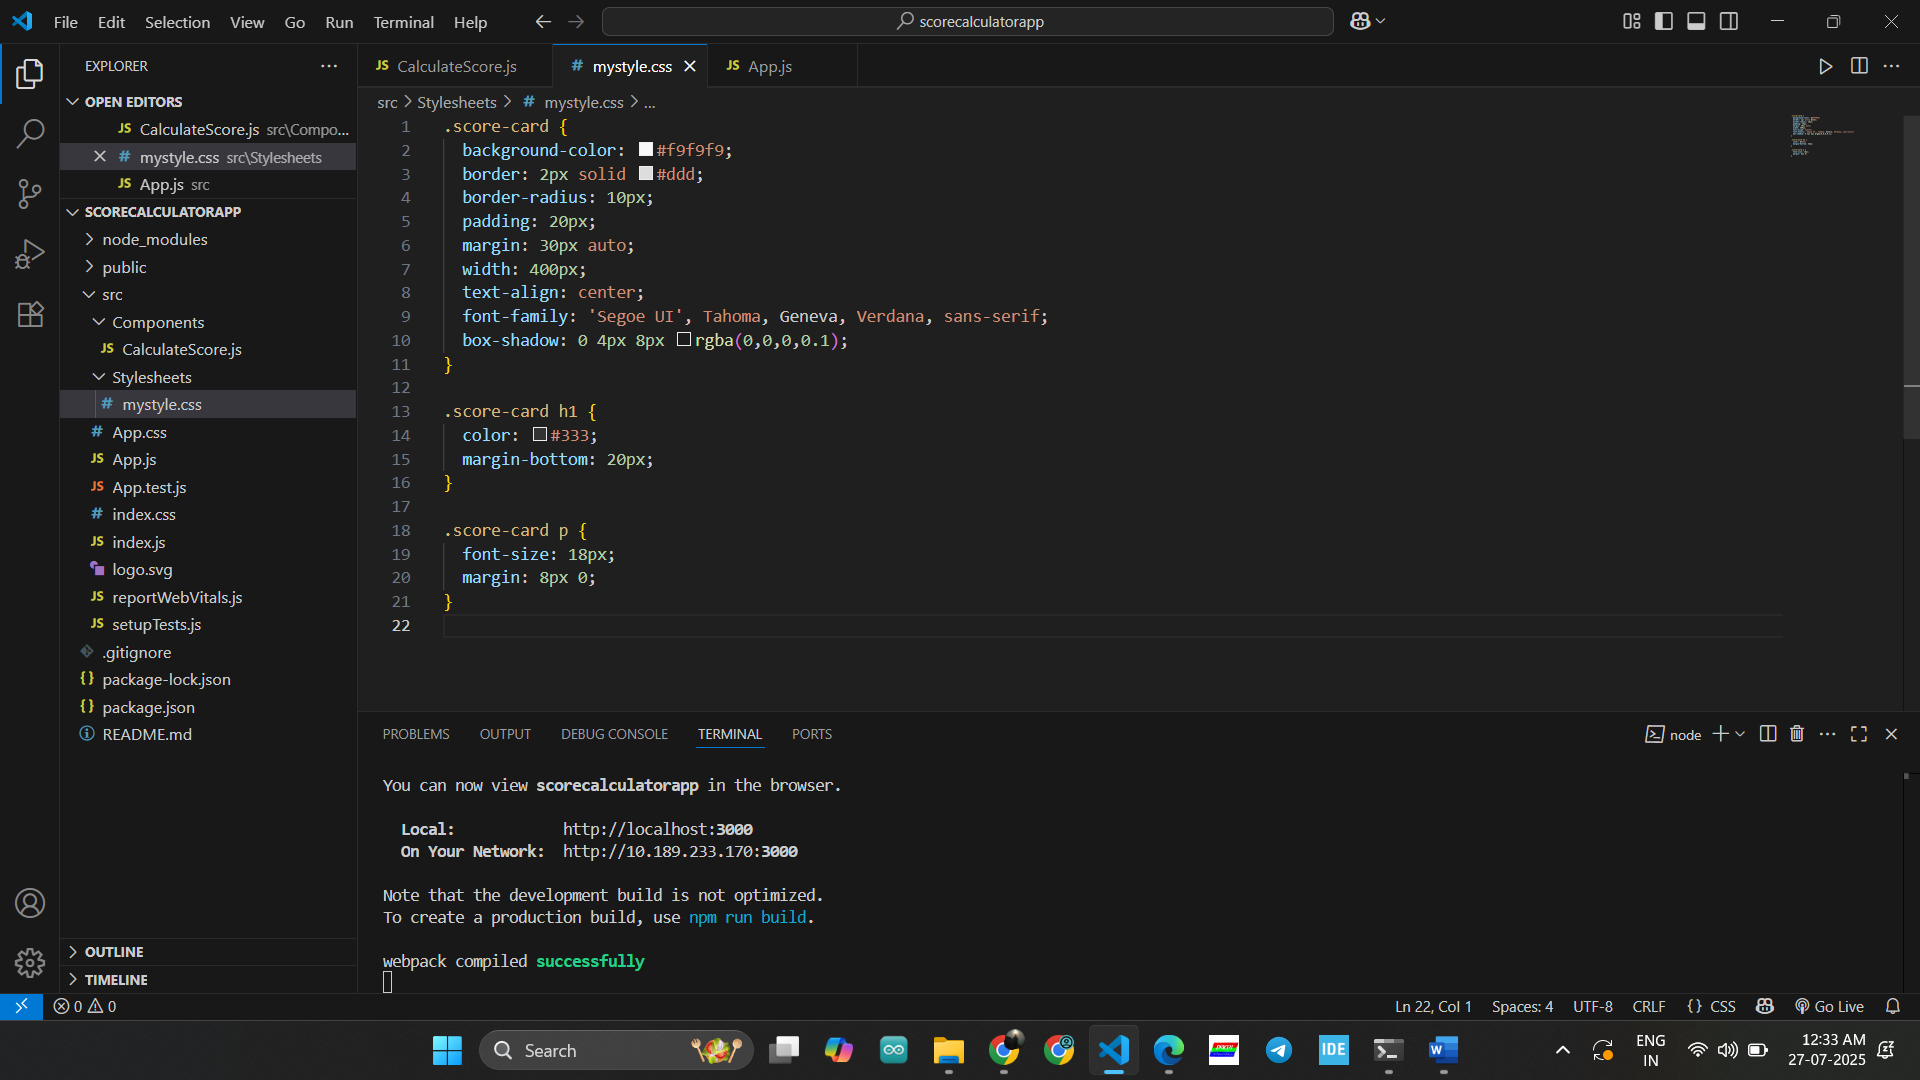 File Edit Selection View Go Run Terminal Help
scorecalculatorapp
EXPLORER
OPEN EDITORS
JS CalculateScore.js src\Compo...
# mystyle.css src\Stylesheets
JS App.js src
SCORECALCULATORAPP
node_modules
public
src
Components
JS CalculateScore.js
Stylesheets
# mystyle.css
# App.css
JS App.js
JS App.test.js
# index.css
JS index.js
logo.svg
JS reportWebVitals.js
JS setupTests.js
.gitignore
{} package-lock.json
{} package.json
README.md
OUTLINE
TIMELINE
JS CalculateScore.js # mystyle.css JS App.js
src > Stylesheets > # mystyle.css > ...
1 .score-card {
2 background-color: #f9f9f9;
3 border: 2px solid #ddd;
4 border-radius: 10px;
5 padding: 20px;
6 margin: 30px auto;
7 width: 400px;
8 text-align: center;
9 font-family: 'Segoe UI', Tahoma, Geneva, Verdana, sans-serif;
10 box-shadow: 0 4px 8px rgba(0,0,0,0.1);
11 }
12
13 .score-card h1 {
14 color: #333;
15 margin-bottom: 20px;
16 }
17
18 .score-card p {
19 font-size: 18px;
20 margin: 8px 0;
21 }
22
PROBLEMS OUTPUT DEBUG CONSOLE TERMINAL PORTS
node
You can now view scorecalculatorapp in the browser.
Local: http://localhost:3000
On Your Network: http://10.189.233.170:3000
Note that the development build is not optimized.
To create a production build, use npm run build.
webpack compiled successfully
0 0
Ln 22, Col 1 Spaces: 4 UTF-8 CRLF {} CSS Go Live
Search
IDE
ENG
IN
12:33 AM
27-07-2025